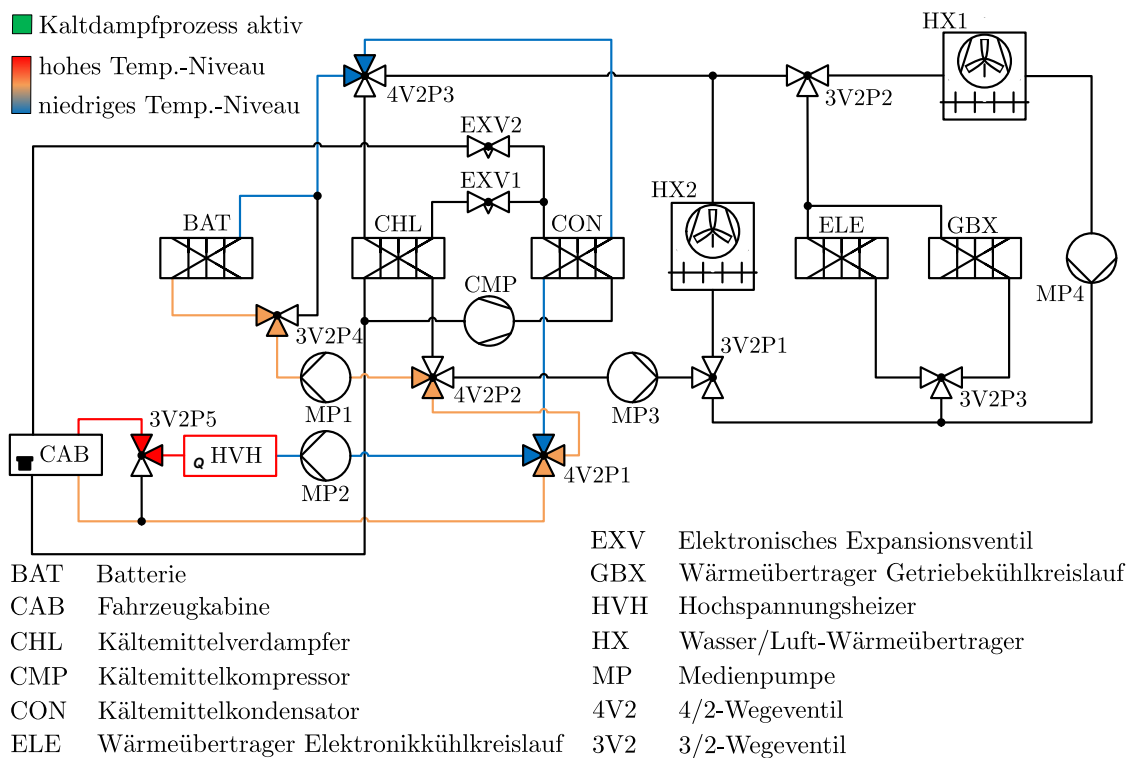 Kaltdampfprozess aktiv
hohes Temp.-Niveau
niedriges Temp.-Niveau
HX1
4V2P3
3V2P2
EXV2
EXV1
HX2
BAT
CHL
CON
ELE
GBX
CMP
MP4
3V2P4
3V2P1
MP1
4V2P2
MP3
3V2P3
3V2P5
CAB
Q HVH
MP2
4V2P1
EXV Elektronisches Expansionsventil
BAT Batterie
GBX Wärmeübertrager Getriebekühlkreislauf
CAB Fahrzeugkabine
HVH Hochspannungsheizer
CHL Kältemittelverdampfer
HX Wasser/Luft-Wärmeübertrager
CMP Kältemittelkompressor
MP Medienpumpe
CON Kältemittelkondensator
4V2 4/2-Wegeventil
ELE Wärmeübertrager Elektronikkühlkreislauf
3V2 3/2-Wegeventil